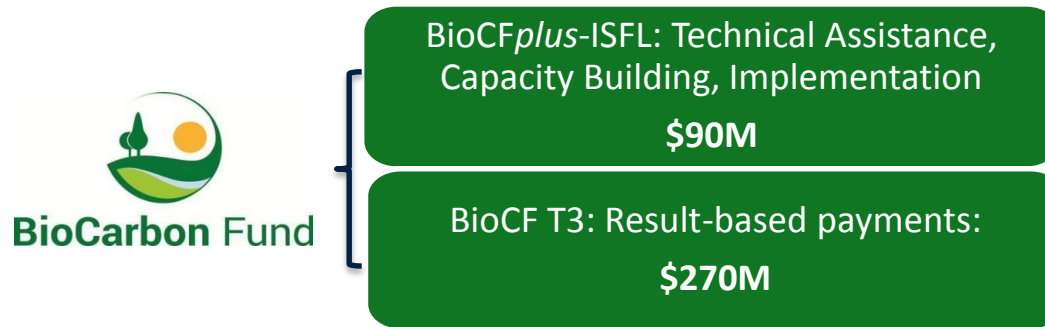 BioCarbon Fund
BioCFplus-ISFL: Technical Assistance,
Capacity Building, Implementation
$90M
BioCF T3: Result-based payments:
$270M